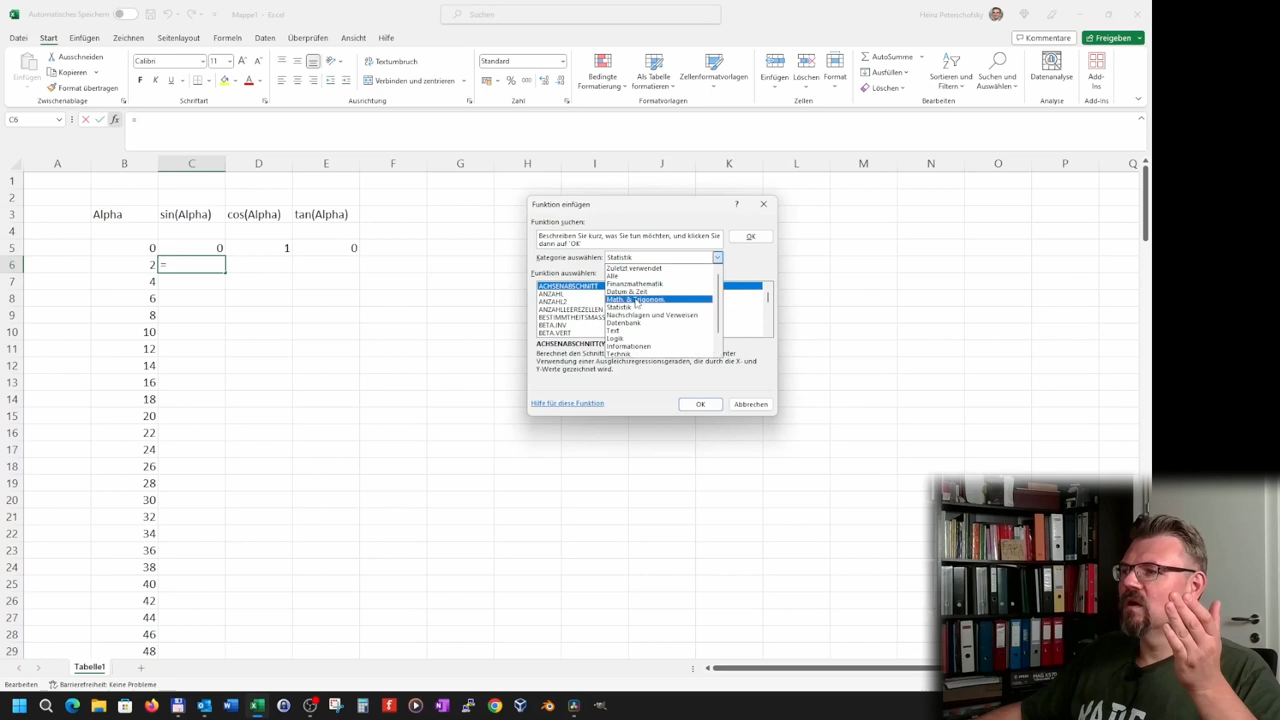 Automatisches Speichern
Mappe1 - Excel
Suchen
Heinz Peterschofsky
Datei Start Einfügen Zeichnen Seitenlayout Formeln Daten Überprüfen Ansicht Hilfe
Kommentare Freigeben
Einfügen
Ausschneiden
Kopieren
Format übertragen
Zwischenablage
Calibri 11
F K U
Schriftart
Textumbruch
Verbinden und zentrieren
Ausrichtung
Standard
Zahl
Bedingte Formatierung
Als Tabelle formatieren
Zellenformatvorlagen
Formatvorlagen
Einfügen Löschen Format
Zellen
AutoSumme
Ausfüllen
Löschen
Sortieren und Filtern
Suchen und Auswählen
Bearbeiten
Datenanalyse
Analyse
Add-Ins
Add-Ins
C6 fx =
A B C D E F G H I J K L M N O P Q
1
2
3 Alpha sin(Alpha) cos(Alpha) tan(Alpha)
4
5 0 0 1 0
6 2 =
7 4
8 6
9 8
10 10
11 12
12 14
13 16
14 18
15 20
16 22
17 24
18 26
19 28
20 30
21 32
22 34
23 36
24 38
25 40
26 42
27 44
28 46
29 48
Funktion einfügen ?
Funktion suchen:
Beschreiben Sie kurz, was Sie tun möchten, und klicken Sie
dann auf 'OK'
OK
Kategorie auswählen: Statistik
Zuletzt verwendet
Alle
Finanzmathematik
Datum & Zeit
Math. & Trigonom.
Statistik
Nachschlagen und Verweisen
Datenbank
Text
Logik
Informationen
Technik
Funktion auswählen:
ACHSENABSCHNITT
ANZAHL
ANZAHL2
ANZAHLLEEREZELLEN
BESTIMMTHEITSMASS
BETA.INV
BETA.VERT
ACHSENABSCHNITT(Y
Berechnet den Schnitt
unter
Verwendung einer Ausgleichsregressionsgeraden, die durch die X- und
Y-Werte gezeichnet wird.
Hilfe für diese Funktion
OK Abbrechen
Tabelle1
Bearbeiten Barrierefreiheit: Keine Probleme